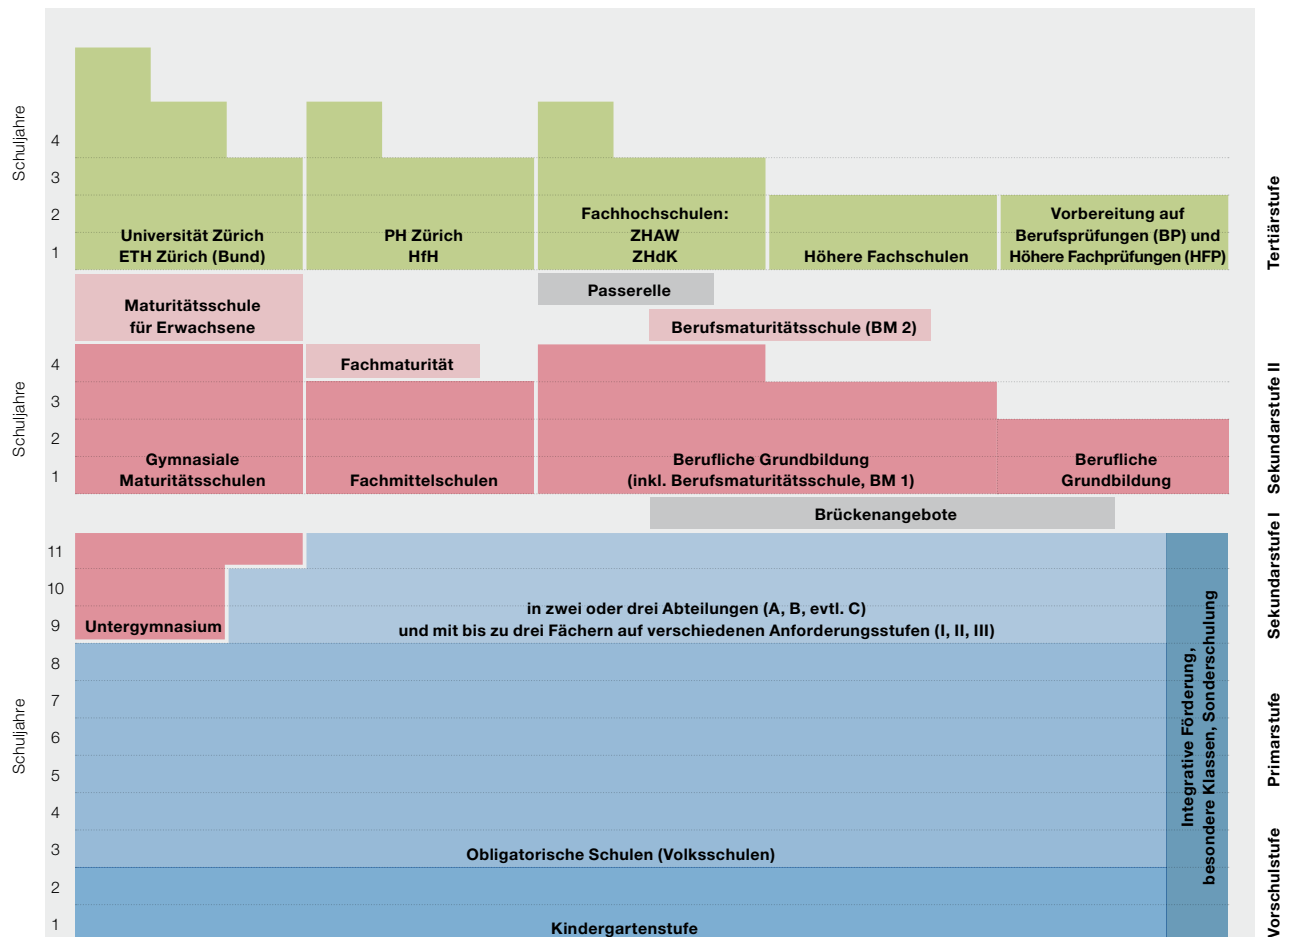 Schuljahre
4
3
2
1
Universität Zürich
ETH Zürich (Bund)
PH Zürich
HfH
Fachhochschulen:
ZHAW
ZHdK
Höhere Fachschulen
Vorbereitung auf
Berufsprüfungen (BP) und
Höhere Fachprüfungen (HFP)
Tertiärstufe
Maturitätsschule
für Erwachsene
Passerelle
Berufsmaturitätsschule (BM 2)
Schuljahre
4
3
2
1
Fachmaturität
Gymnasiale
Maturitätsschulen
Fachmittelschulen
Berufliche Grundbildung
(inkl. Berufsmaturitätsschule, BM 1)
Berufliche
Grundbildung
Sekundarstufe II
Brückenangebote
Schuljahre
11
10
9
8
7
6
5
4
3
2
1
Untergymnasium
in zwei oder drei Abteilungen (A, B, evtl. C)
und mit bis zu drei Fächern auf verschiedenen Anforderungsstufen (I, II, III)
Obligatorische Schulen (Volksschulen)
Kindergartenstufe
Integrative Förderung,
besondere Klassen, Sonderschulung
Sekundarstufe I
Primarstufe
Vorschulstufe